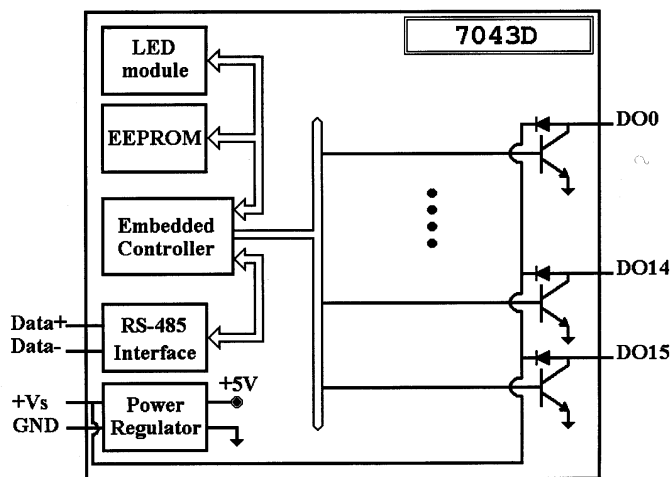 7043D
LED
module
EEPROM
Embedded
Controller
RS-485
Interface
Power
Regulator
Data+
Data-
+Vs
GND
+5V
DO0
DO14
DO15